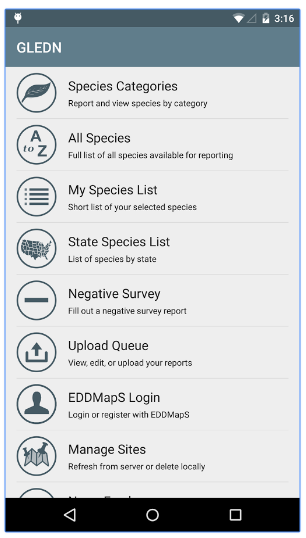 3:16
GLEDN
Species Categories
Report and view species by category
A
to
Z
All Species
Full list of all species available for reporting
My Species List
Short list of your selected species
State Species List
List of species by state
Negative Survey
Fill out a negative survey report
Upload Queue
View, edit, or upload your reports
EDDMapS Login
Login or register with EDDMapS
Manage Sites
Refresh from server or delete locally